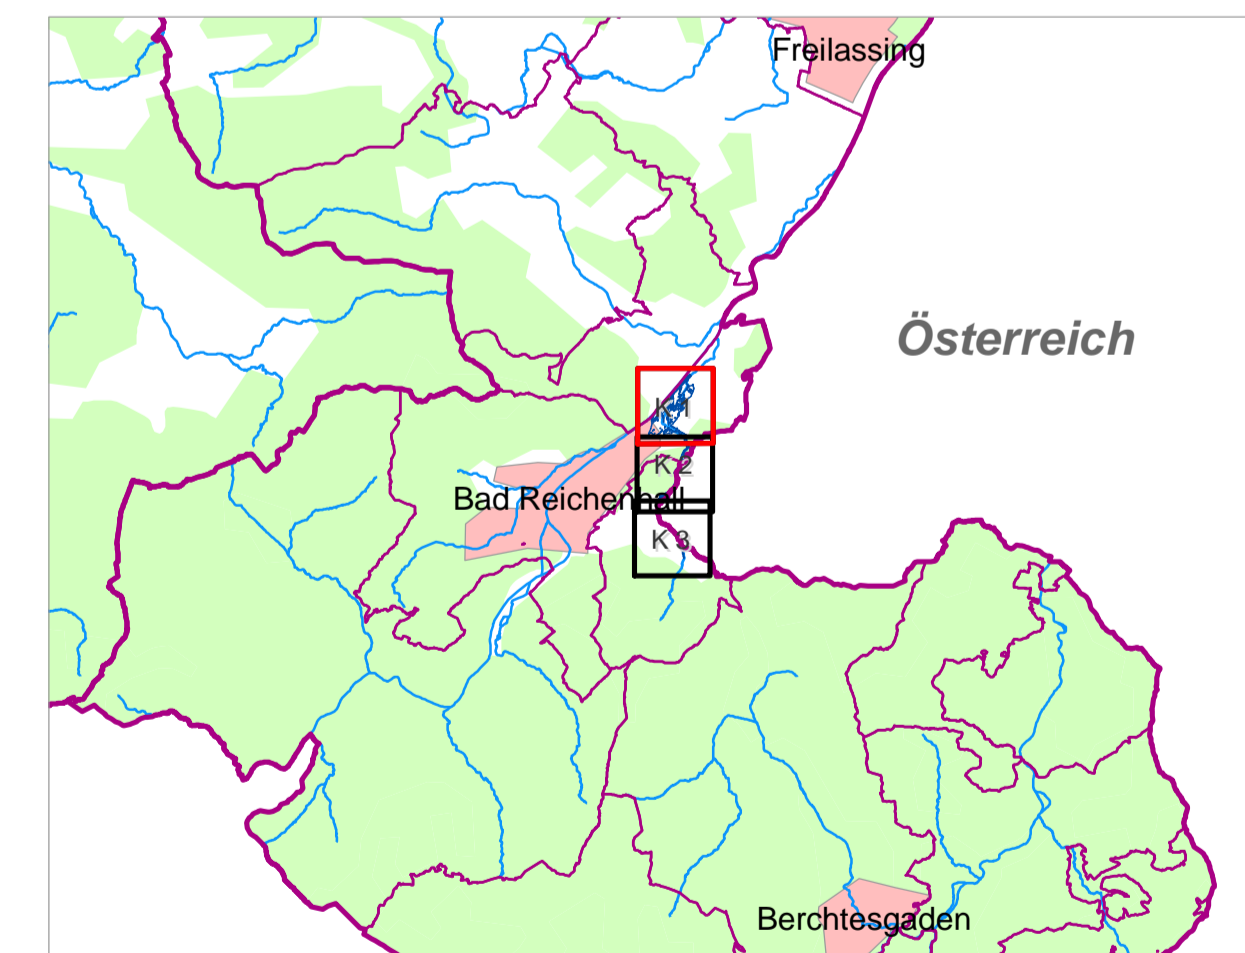 Freilassing
Österreich
K 1
K 2
Bad Reichenhall
K 3
Berchtesgaden